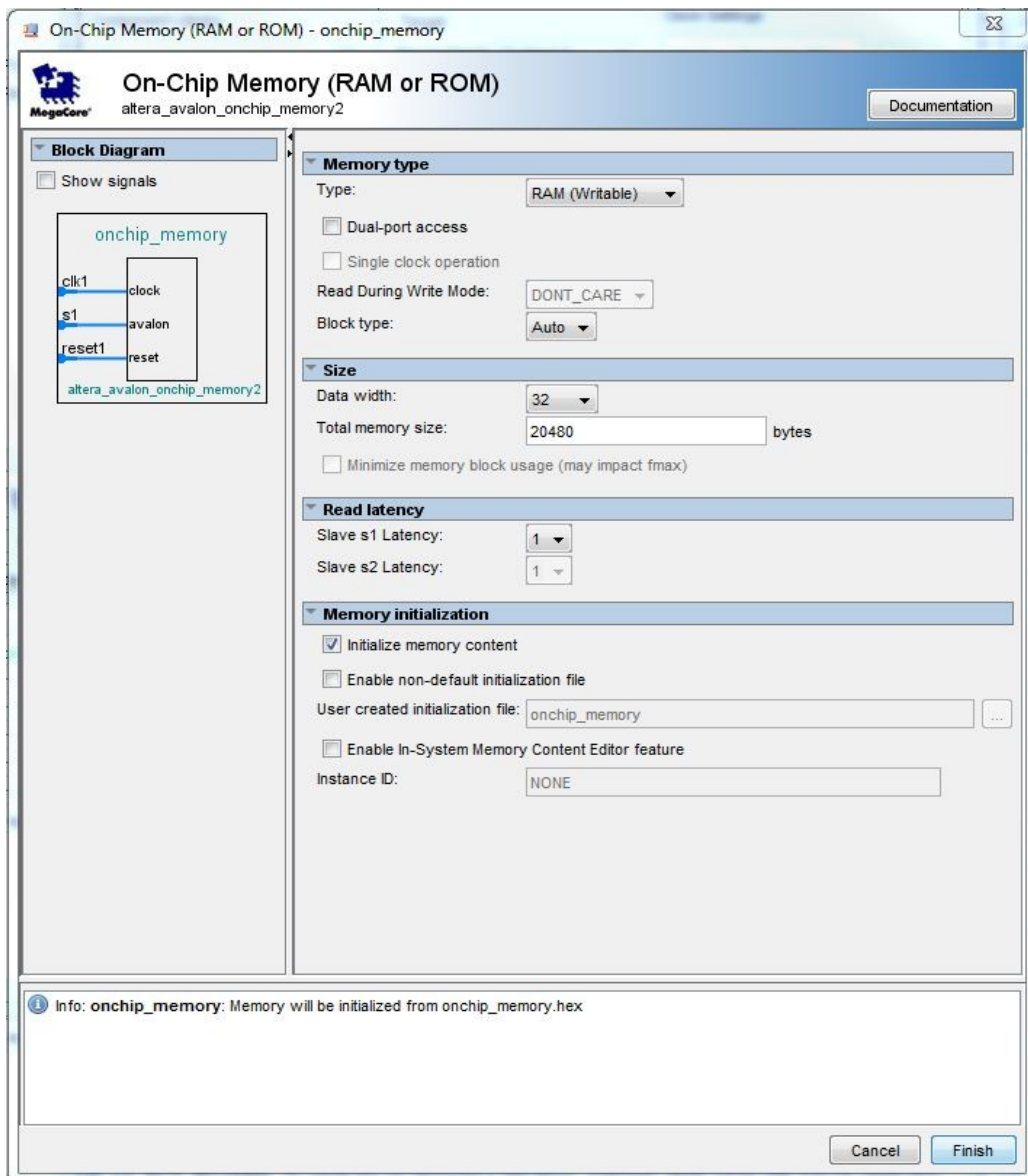 On-Chip Memory (RAM or ROM) - onchip_memory
MegaCore®
On-Chip Memory (RAM or ROM)
altera_avalon_onchip_memory2
Documentation
Block Diagram
Show signals
onchip_memory
clk1
clock
s1
avalon
reset1
reset
altera_avalon_onchip_memory2
Memory type
Type: RAM (Writable)
Dual-port access
Single clock operation
Read During Write Mode: DONT_CARE
Block type: Auto
Size
Data width: 32
Total memory size: 20480 bytes
Minimize memory block usage (may impact fmax)
Read latency
Slave s1 Latency: 1
Slave s2 Latency: 1
Memory initialization
Initialize memory content
Enable non-default initialization file
User created initialization file: onchip_memory ...
Enable In-System Memory Content Editor feature
Instance ID: NONE
Info: onchip_memory: Memory will be initialized from onchip_memory.hex
Cancel Finish